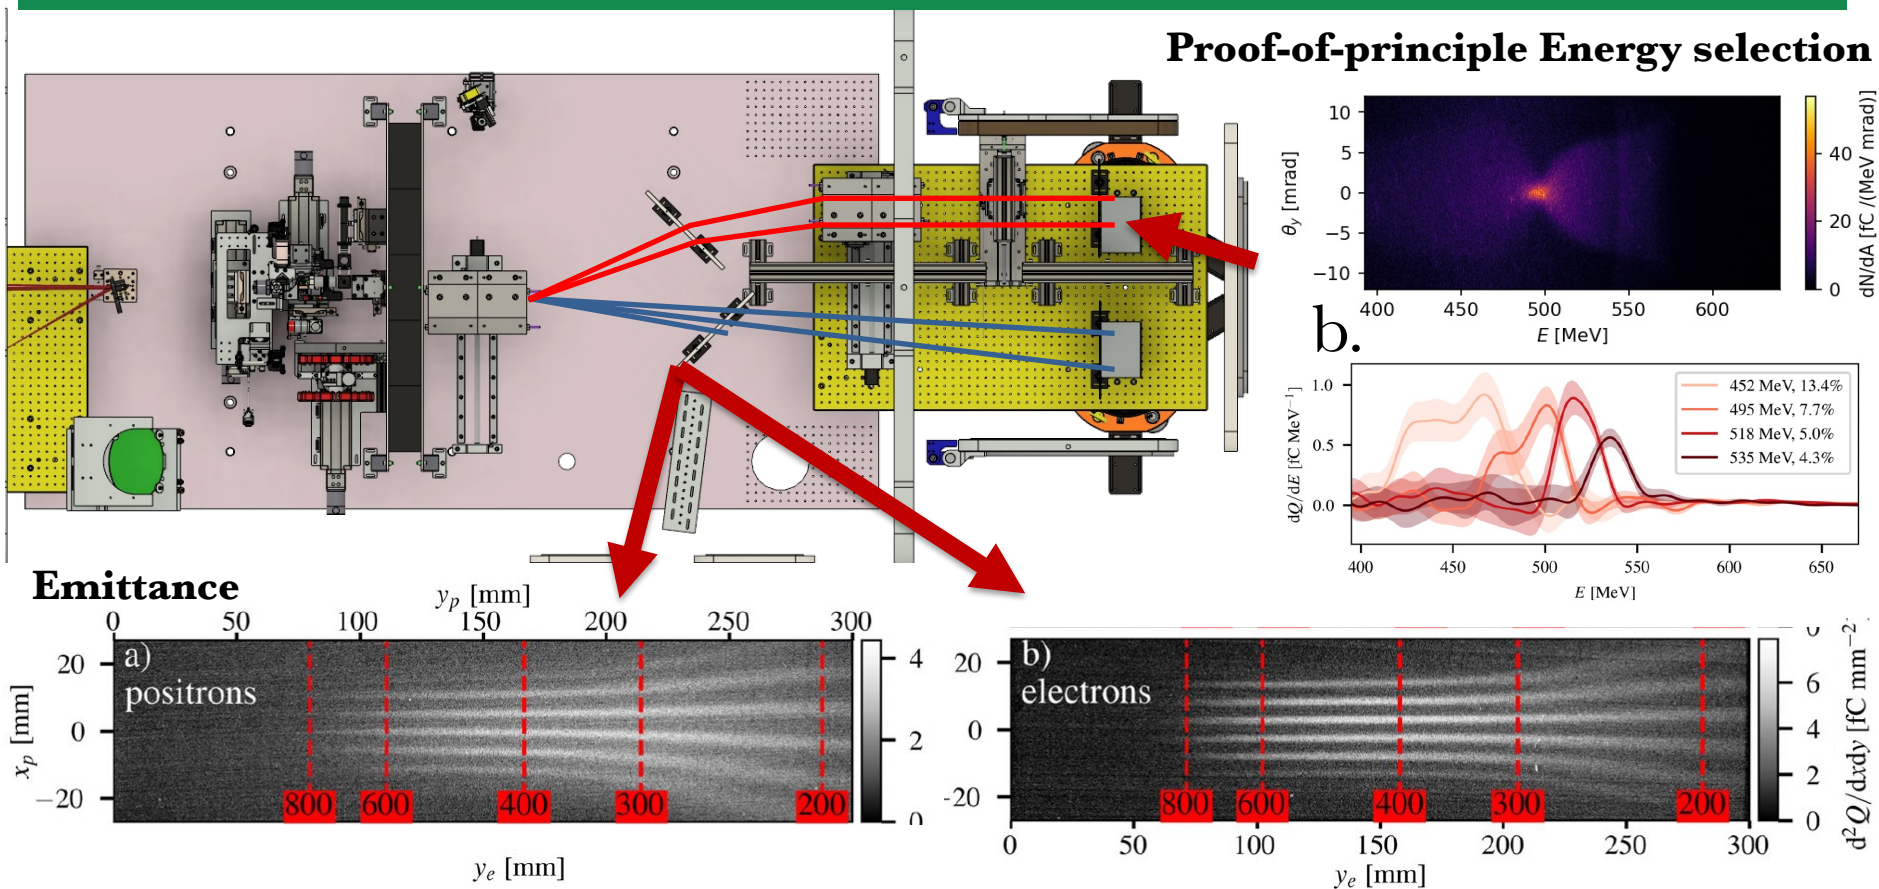 Proof-of-principle Energy selection
10
5
0
−5
−10
θy [mrad]
400
450
500
550
600
E [MeV]
40
20
0
dN/dA [fC /(MeV mrad)]
b.
1.0
0.5
0.0
dQ/dE [fC MeV−1]
452 MeV, 13.4%
495 MeV, 7.7%
518 MeV, 5.0%
535 MeV, 4.3%
400
450
500
550
600
650
E [MeV]
Emittance
yp [mm]
0
50
100
150
200
250
300
a)
positrons
20
0
−20
xp [mm]
800
600
400
300
200
4
2
0
ye [mm]
b)
electrons
20
0
-20
800
600
400
300
200
0
50
100
150
200
250
300
ye [mm]
6
4
2
0
d2Q/dxdy [fC mm−2